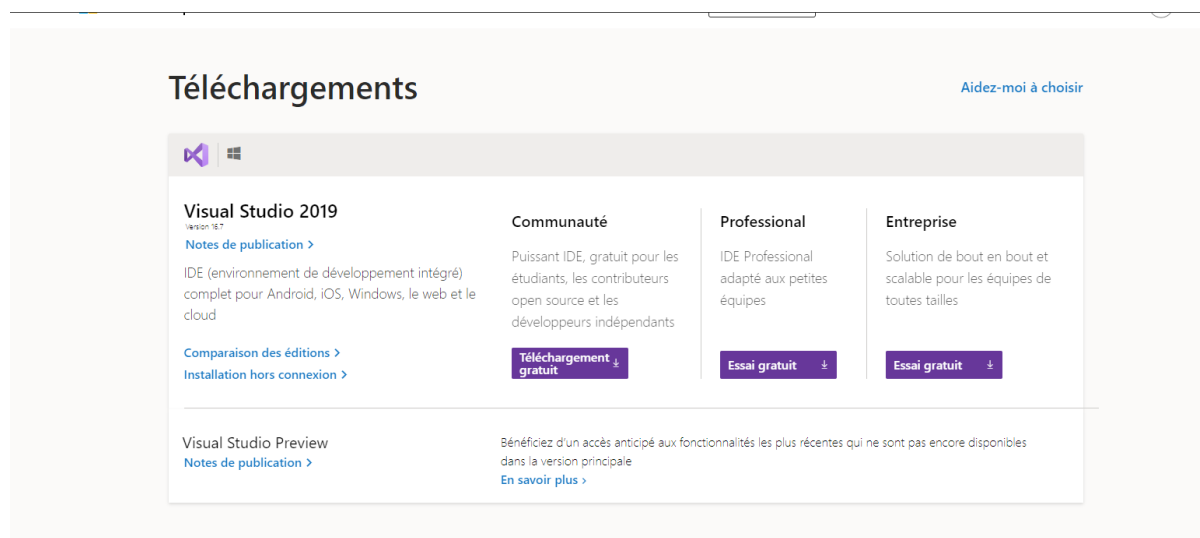 Téléchargements
Aidez-moi à choisir
Visual Studio 2019
Version 16.7
Notes de publication >
IDE (environnement de développement intégré)
complet pour Android, iOS, Windows, le web et le
cloud
Comparaison des éditions >
Installation hors connexion >
Communauté
Puissant IDE, gratuit pour les
étudiants, les contributeurs
open source et les
développeurs indépendants
Téléchargement
gratuit
Professional
IDE Professional
adapté aux petites
équipes
Essai gratuit
Entreprise
Solution de bout en bout et
scalable pour les équipes de
toutes tailles
Essai gratuit
Visual Studio Preview
Notes de publication >
Bénéficiez d'un accès anticipé aux fonctionnalités les plus récentes qui ne sont pas encore disponibles
dans la version principale
En savoir plus >